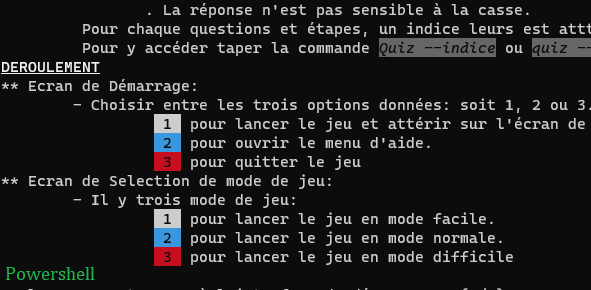 . La réponse n'est pas sensible à la casse.
Pour chaque questions et étapes, un indice leurs est
Pour y accéder taper la commande Quiz --indice ou quiz --
DEROULEMENT
** Ecran de Démarrage:
- Choisir entre les trois options données: soit 1, 2 ou 3.
1 pour lancer le jeu et attérir sur l'écran de
2 pour ouvrir le menu d'aide.
3 pour quitter le jeu
** Ecran de Selection de mode de jeu:
- Il y trois mode de jeu:
1 pour lancer le jeu en mode facile.
2 pour lancer le jeu en mode normale.
3 pour lancer le jeu en mode difficile
Powershell